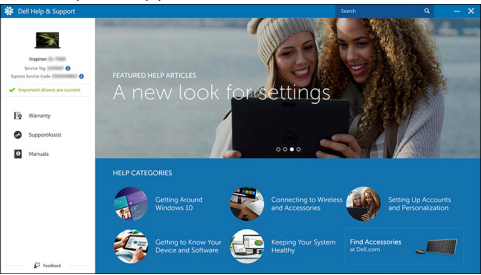 Dell Help & Support
Search
Inspiron
Service Tag:
Express Service Code:
Important drivers are current
Warranty
SupportAssist
Manuals
Feedback
FEATURED HELP ARTICLES
A new look for settings
HELP CATEGORIES
Getting Around
Windows 10
Connecting to Wireless
and Accessories
Setting Up Accounts
and Personalization
Getting to Know Your
Device and Software
Keeping Your System
Healthy
Find Accessories
at Dell.com